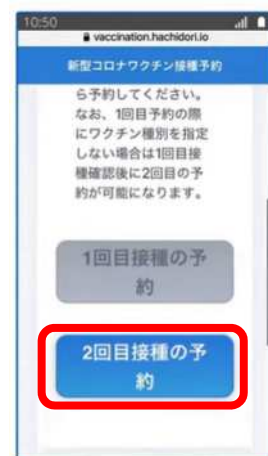 10:50
vaccination.hachidori.io
新型コロナワクチン接種予約
ら予約してください。
なお、1回目予約の際
にワクチン種別を指定
しない場合は1回目接
種確認後に2回目の予
約が可能になります。
1回目接種の予
約
2回目接種の予
約